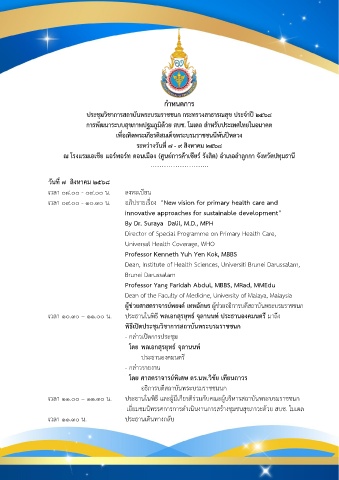 กำหนดการ
ประชุมวิชาการสถาบันพระบรมราชชนก กระทรวงสาธารณสุข ประจำปี ๒๕๖๘
การพัฒนาระบบสุขภาพปฐมภูมิด้วย สบช. โมเดล สำหรับประเทศไทยในอนาคต
เพื่อเทิดพระเกียรติสมเด็จพระบรมราชชนนีพันปีหลวง
ระหว่างวันที่ ๗ - ๙ สิงหาคม ๒๕๖๘
ณ โรงแรมเอเชีย แอร์พอร์ท ดอนเมือง (ศูนย์การค้าเซียร์ รังสิต) อำเภอลำลูกกา จังหวัดปทุมธานี
วันที่ ๗ สิงหาคม ๒๕๖๘
เวลา ๐๘.๐๐ - ๐๙.๐๐ น. ลงทะเบียน
เวลา ๐๙.๐๐ - ๑๐.๓๐ น. อภิปรายเรื่อง "New vision for primary health care and
innovative approaches for sustainable development"
By Dr. Suraya Dalil, M.D., MPH
Director of Special Programme on Primary Health Care,
Universal Health Coverage, WHO
Professor Kenneth Yuh Yen Kok, MBBS
Dean, Institute of Health Sciences, Universiti Brunei Darussalam,
Brunei Darussalam
Professor Yang Faridah Abdul, MBBS, MRad, MMEdu
Dean of the Faculty of Medicine, University of Malaya, Malaysia
ผู้ช่วยศาสตราจารย์พงค์ เทพอักษร ผู้ช่วยอธิการบดีสถาบันพระบรมราชชนก
เวลา ๑๐.๓๐ – ๑๑.๐๐ น. ประธานในพิธี พลเอกสุรยุทธ์ จุลานนท์ ประธานองคมนตรี มาถึง
พิธีเปิดประชุมวิชาการสถาบันพระบรมราชชนก
- กล่าวเปิดการประชุม
โดย พลเอกสุรยุทธ์ จุลานนท์
ประธานองคมนตรี
- กล่าวรายงาน
โดย ศาสตราจารย์พิเศษ ดร.นพ.วิชัย เทียนถาวร
อธิการบดีสถาบันพระบรมราชชนก
เวลา ๑๑.๐๐ – ๑๑.๓๐ น. ประธานในพิธี และผู้มีเกียรติร่วมกับคณะผู้บริหารสถาบันพระบรมราชชนก
เยี่ยมชมนิทรรศการการดำเนินงานการสร้างชุมชนสุขภาวะด้วย สบช. โมเดล
เวลา ๑๑.๓๐ น. ประธานเดินทางกลับ